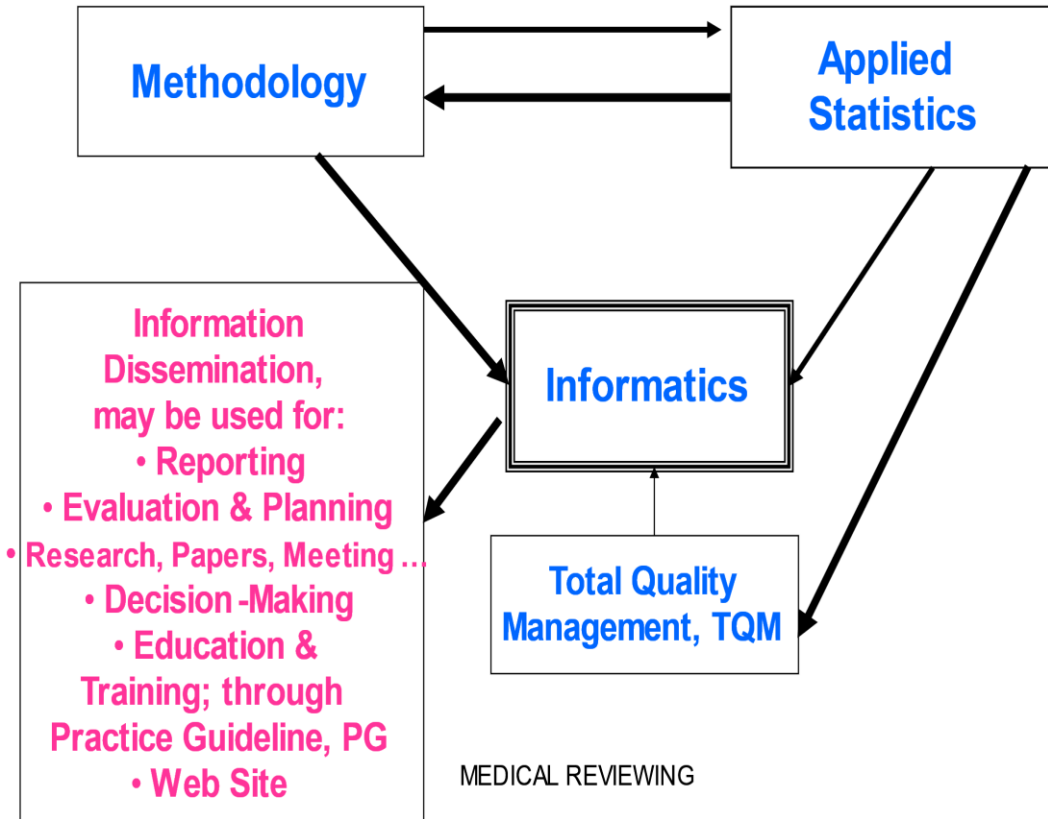 Methodology
Applied
Statistics
Information
Dissemination,
may be used for:
• Reporting
• Evaluation & Planning
• Research, Papers, Meeting ...
• Decision -Making
• Education &
Training; through
Practice Guideline, PG
• Web Site
Informatics
Total Quality
Management, TQM
MEDICAL REVIEWING